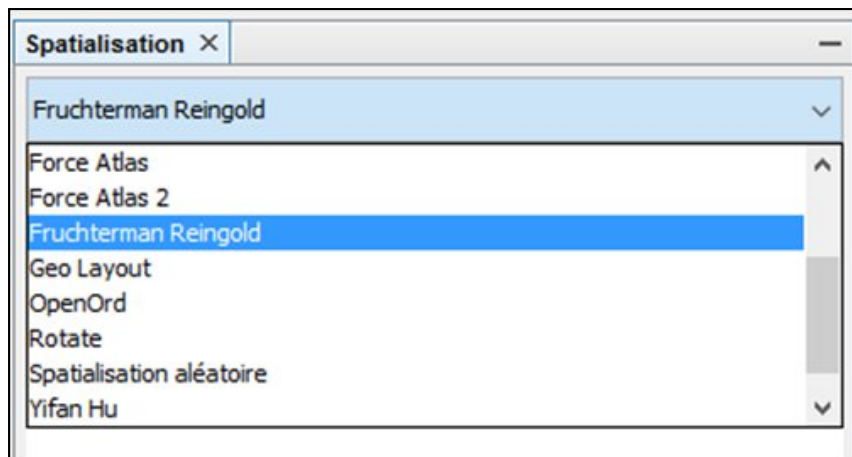 Spatialisation
Fruchterman Reingold
Force Atlas
Force Atlas 2
Fruchterman Reingold
Geo Layout
OpenOrd
Rotate
Spatialisation aléatoire
Yifan Hu